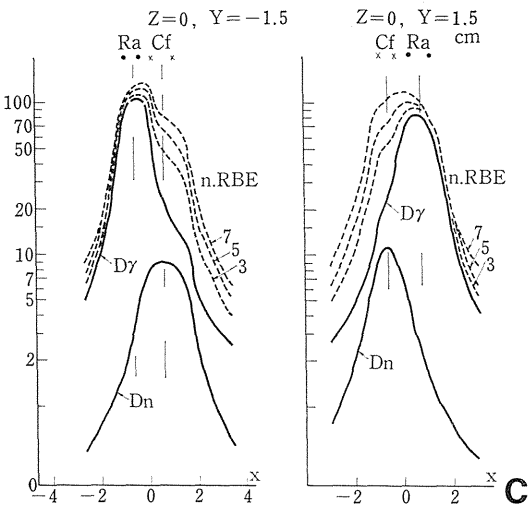 Z=0, Y=−1.5
Z=0, Y=1.5
cm
Ra Cf
Cf Ra
100
70
50
20
10
7
5
2
0
n.RBE
7
5
3
Dγ
Dn
−4 −2 0 2 4
x
n.RBE
7
5
3
Dγ
Dn
−2 0 2
x
C